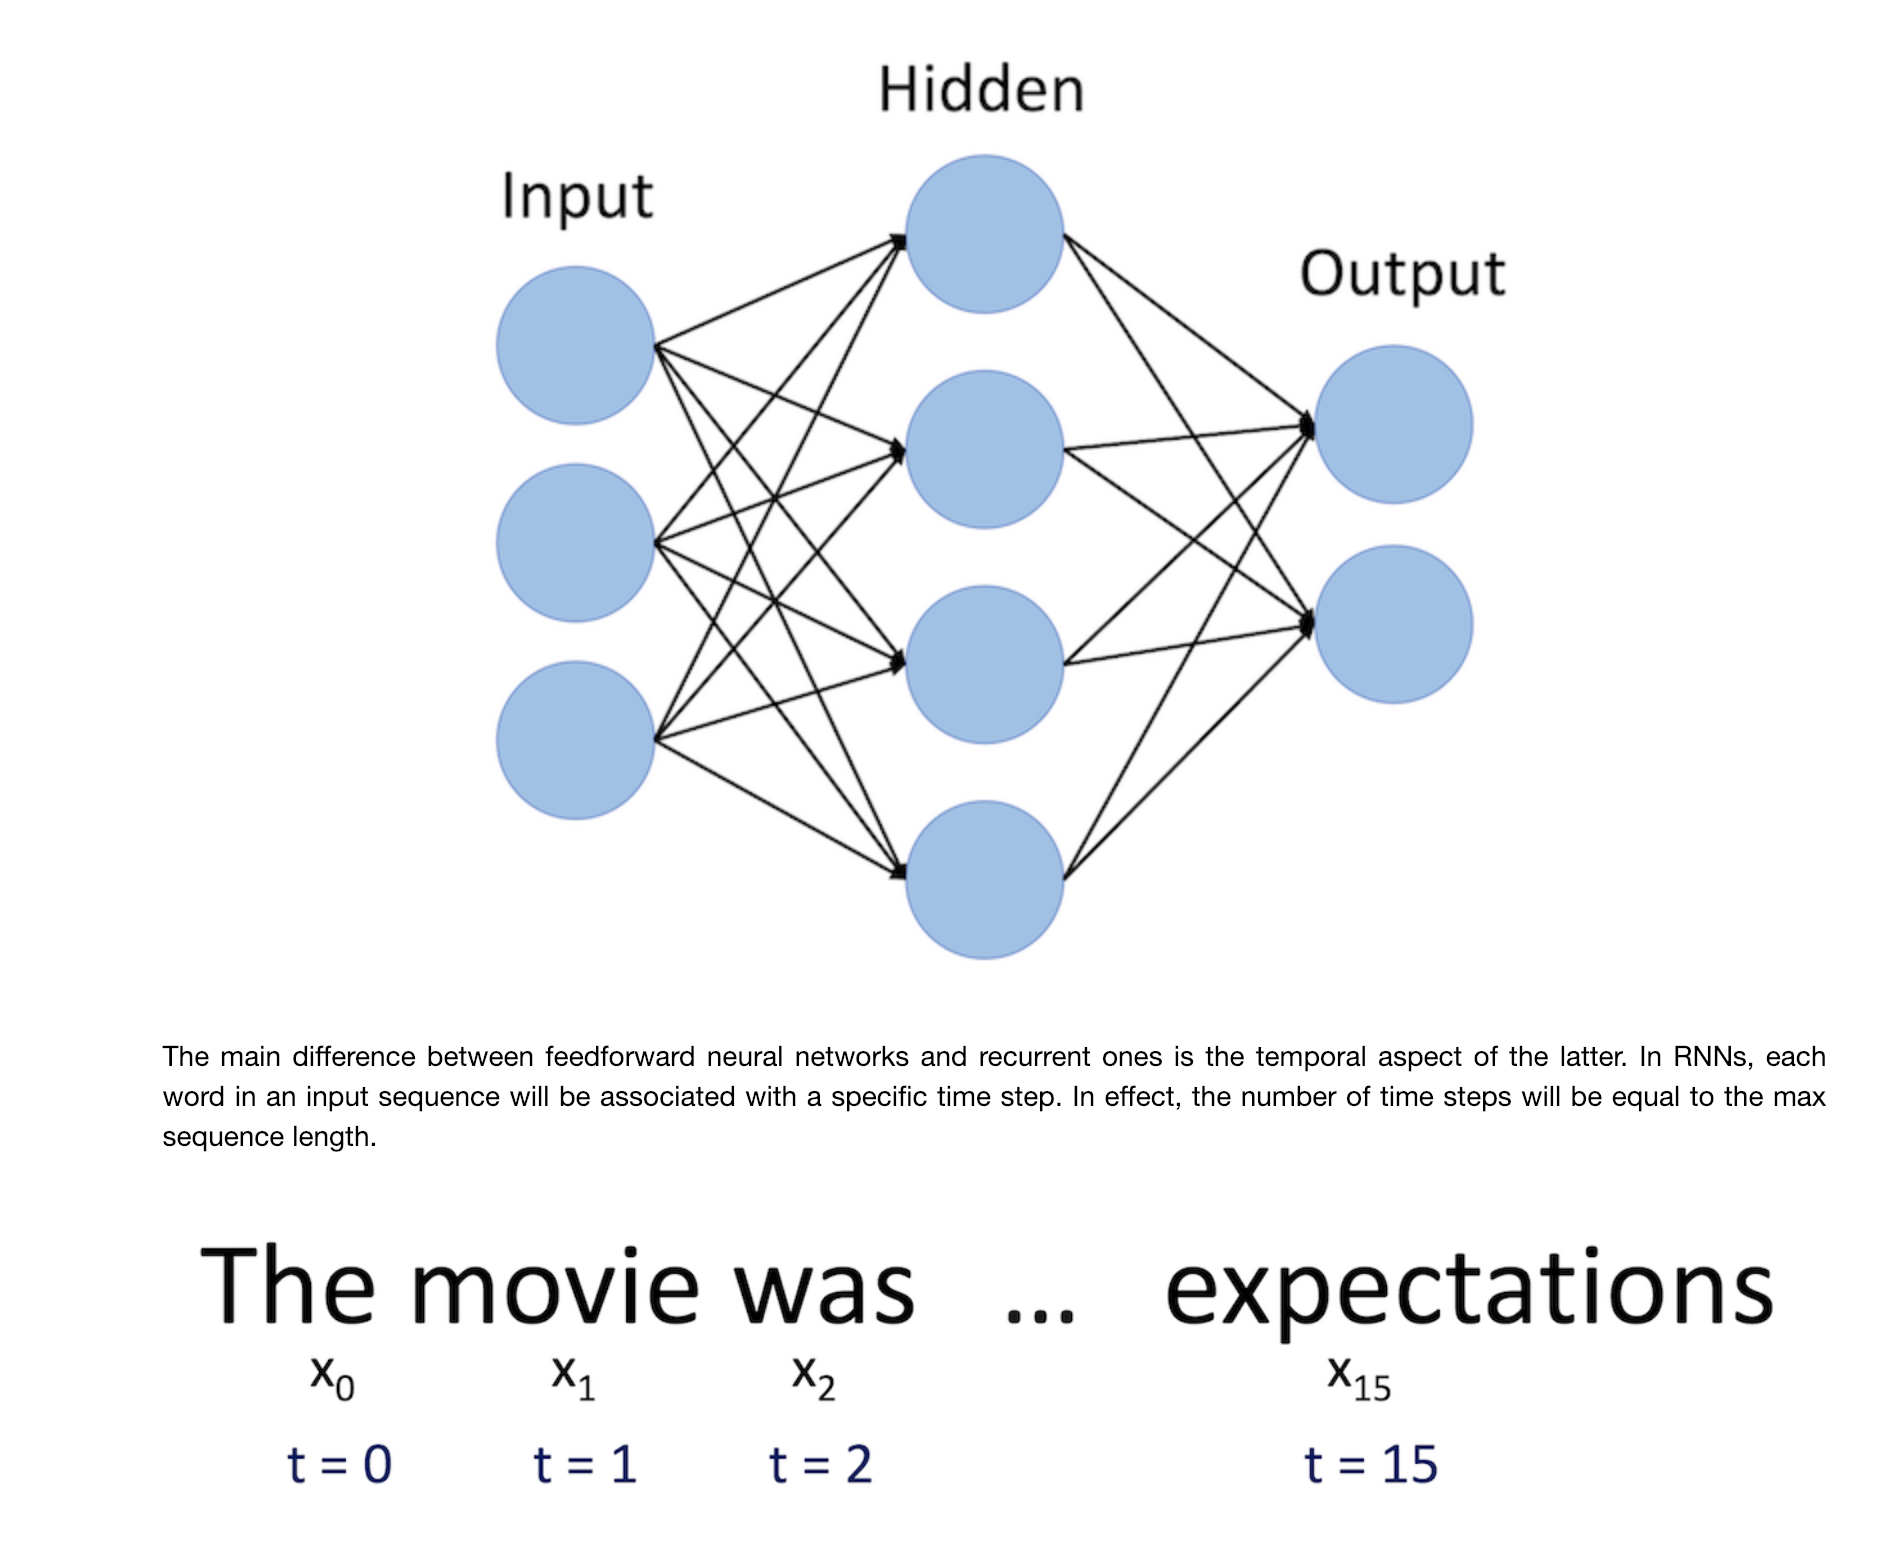 Hidden
Input
Output
The main difference between feedforward neural networks and recurrent ones is the temporal aspect of the latter. In RNNs, each
word in an input sequence will be associated with a specific time step. In effect, the number of time steps will be equal to the max
sequence length.
The movie was ... expectations
x₀ x₁ x₂ x₁₅
t = 0 t = 1 t = 2 t = 15